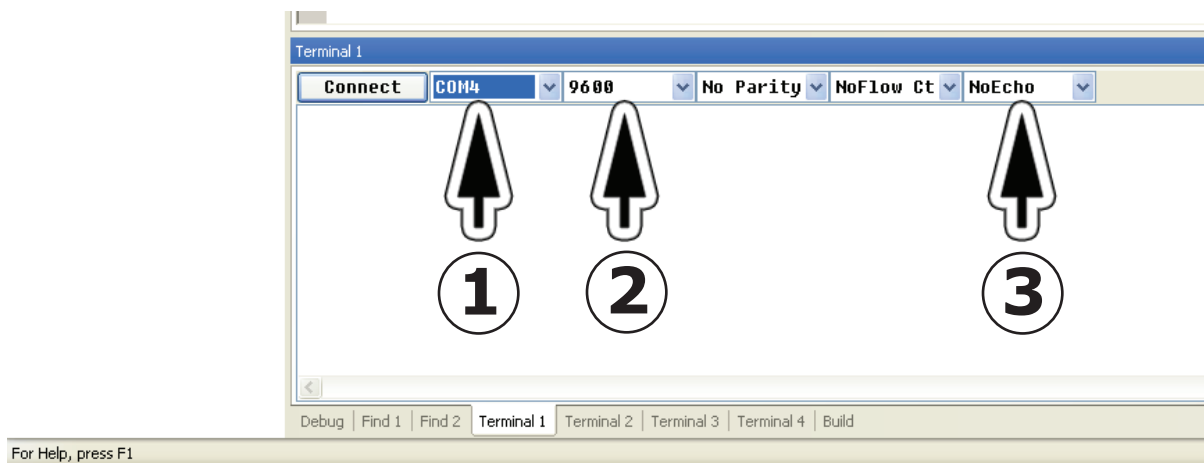 Terminal 1
Connect COM4 9600 No Parity NoFlow Ct NoEcho
1 2 3
Debug Find 1 Find 2 Terminal 1 Terminal 2 Terminal 3 Terminal 4 Build
For Help, press F1